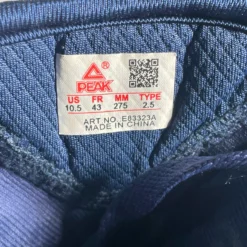 PEAK®
US FR MM TYPE
10.5 43 275 2.5
ART NO. E83323A
MADE IN CHINA